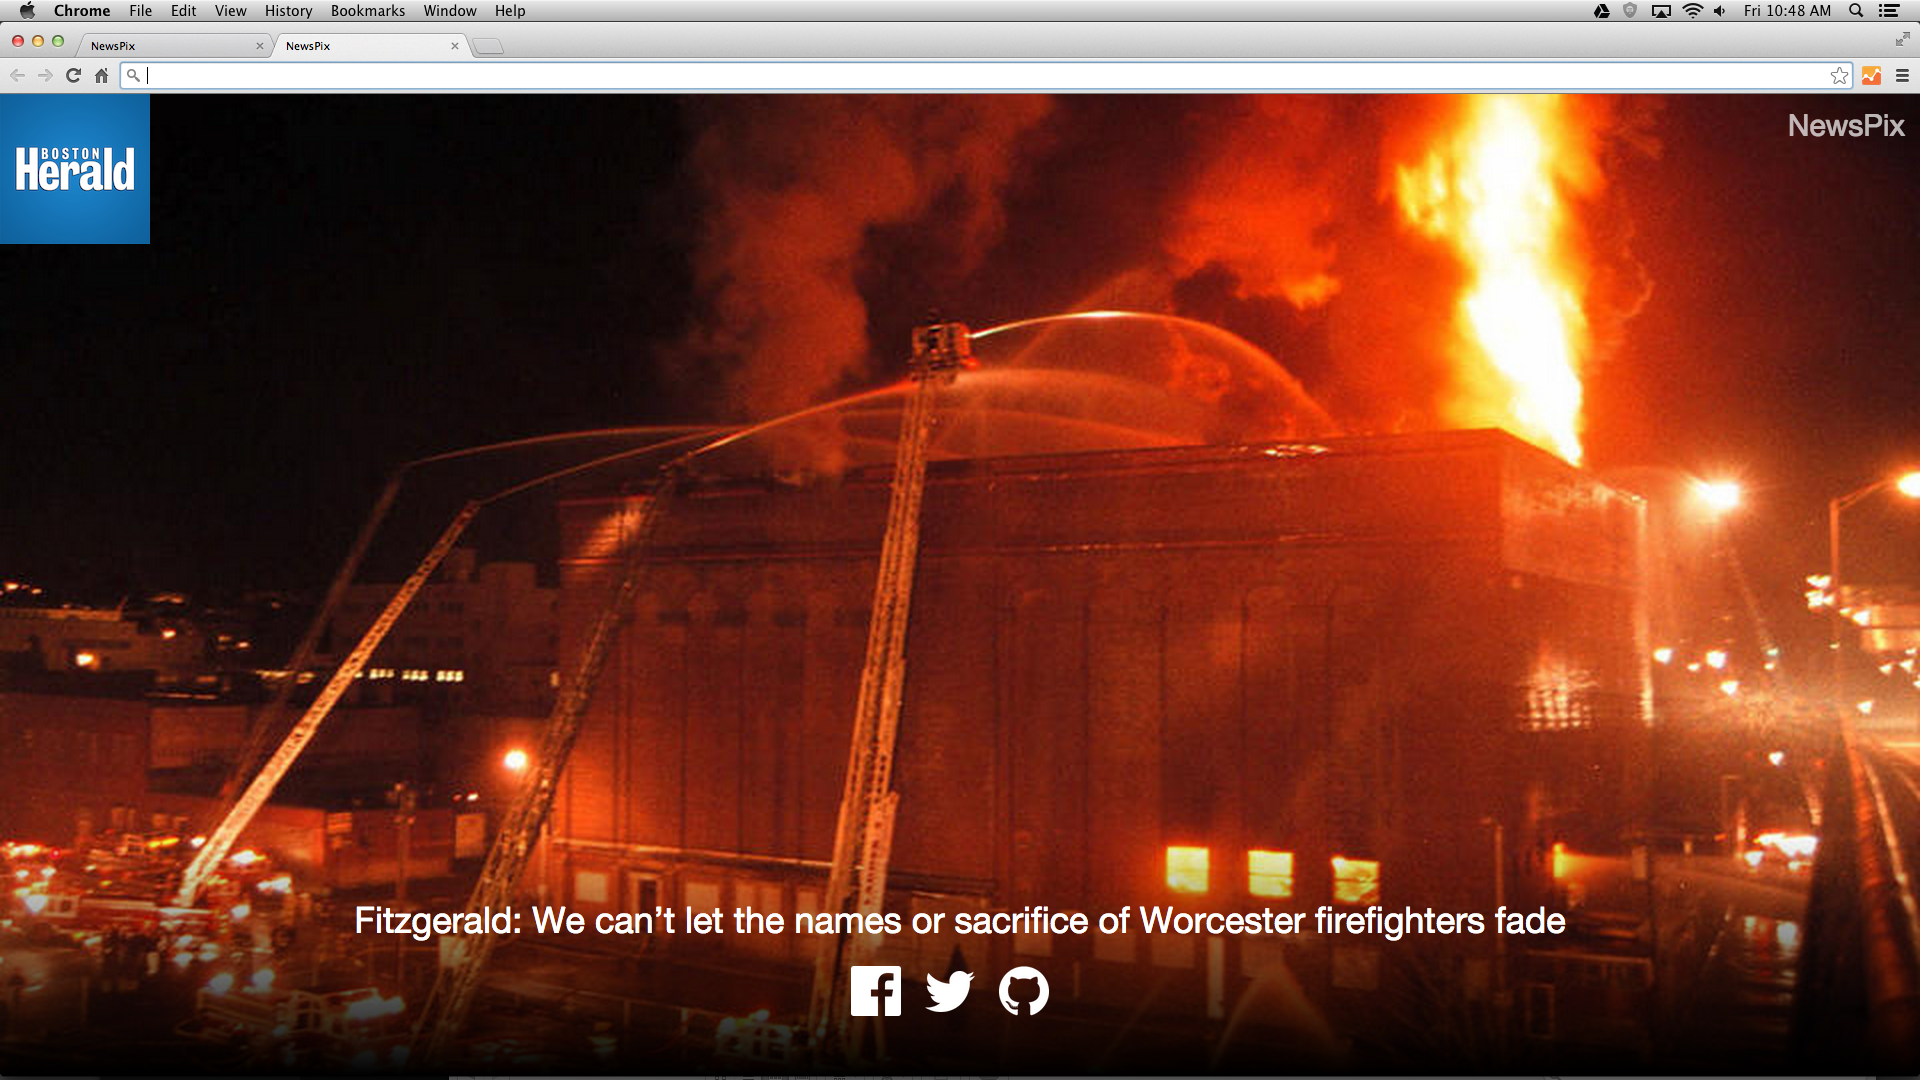 Chrome File Edit View History Bookmarks Window Help Fri 10:48 AM
NewsPix NewsPix
NewsPix
BOSTON
Herald
Fitzgerald: We can’t let the names or sacrifice of Worcester firefighters fade